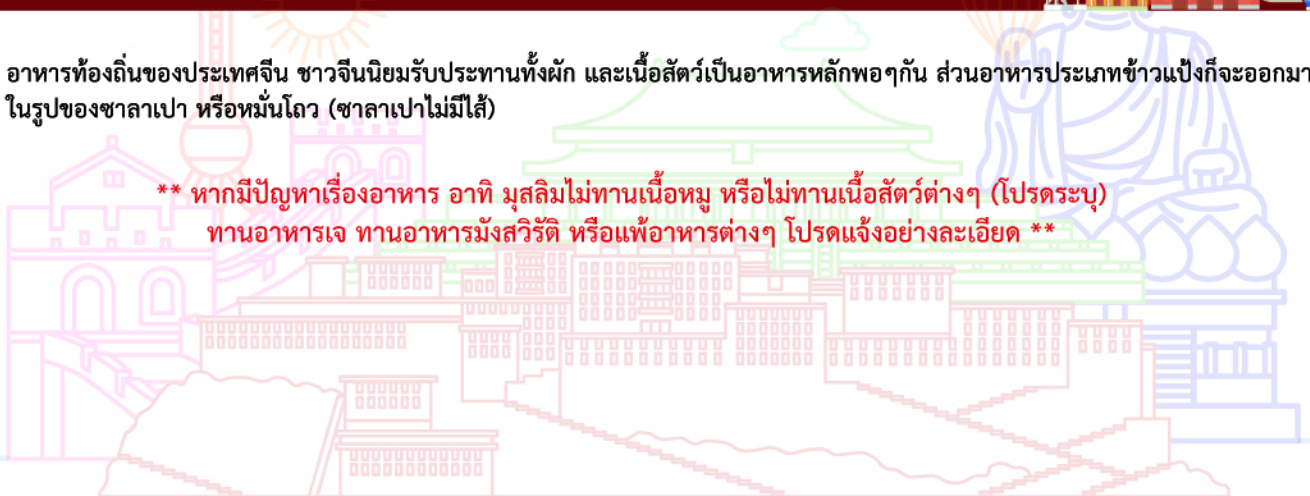 อาหารท้องถิ่นของประเทศจีน ชาวจีนนิยมรับประทานทั้งผัก และเนื้อสัตว์เป็นอาหารหลักพอๆกัน ส่วนอาหารประเภทข้าวแป้งก็จะออกมา
ในรูปของซาลาเปา หรือหมั่นโถว (ซาลาเปาไม่มีไส้)
** หากมีปัญหาเรื่องอาหาร อาทิ มุสลิมไม่ทานเนื้อหมู หรือไม่ทานเนื้อสัตว์ต่างๆ (โปรดระบุ)
ทานอาหารเจ ทานอาหารมังสวิรัติ หรือแพ้อาหารต่างๆ โปรดแจ้งอย่างละเอียด **